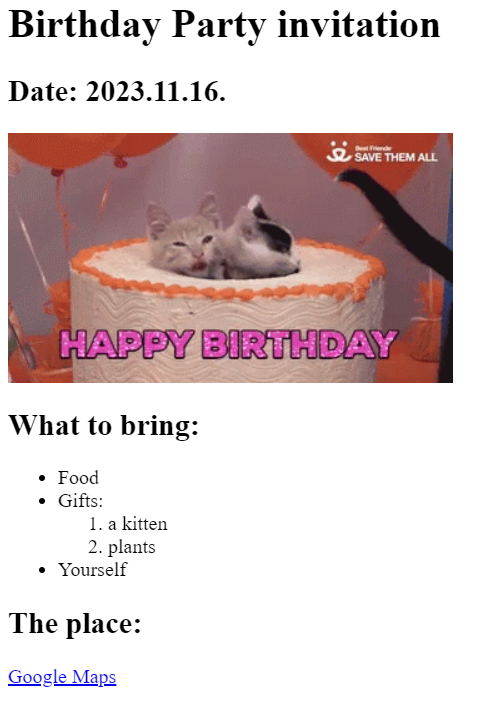 Birthday Party invitation
Date: 2023.11.16.
Best Friends
SAVE THEM ALL
HAPPY BIRTHDAY
What to bring:
• Food
• Gifts:
1. a kitten
2. plants
• Yourself
The place:
Google Maps